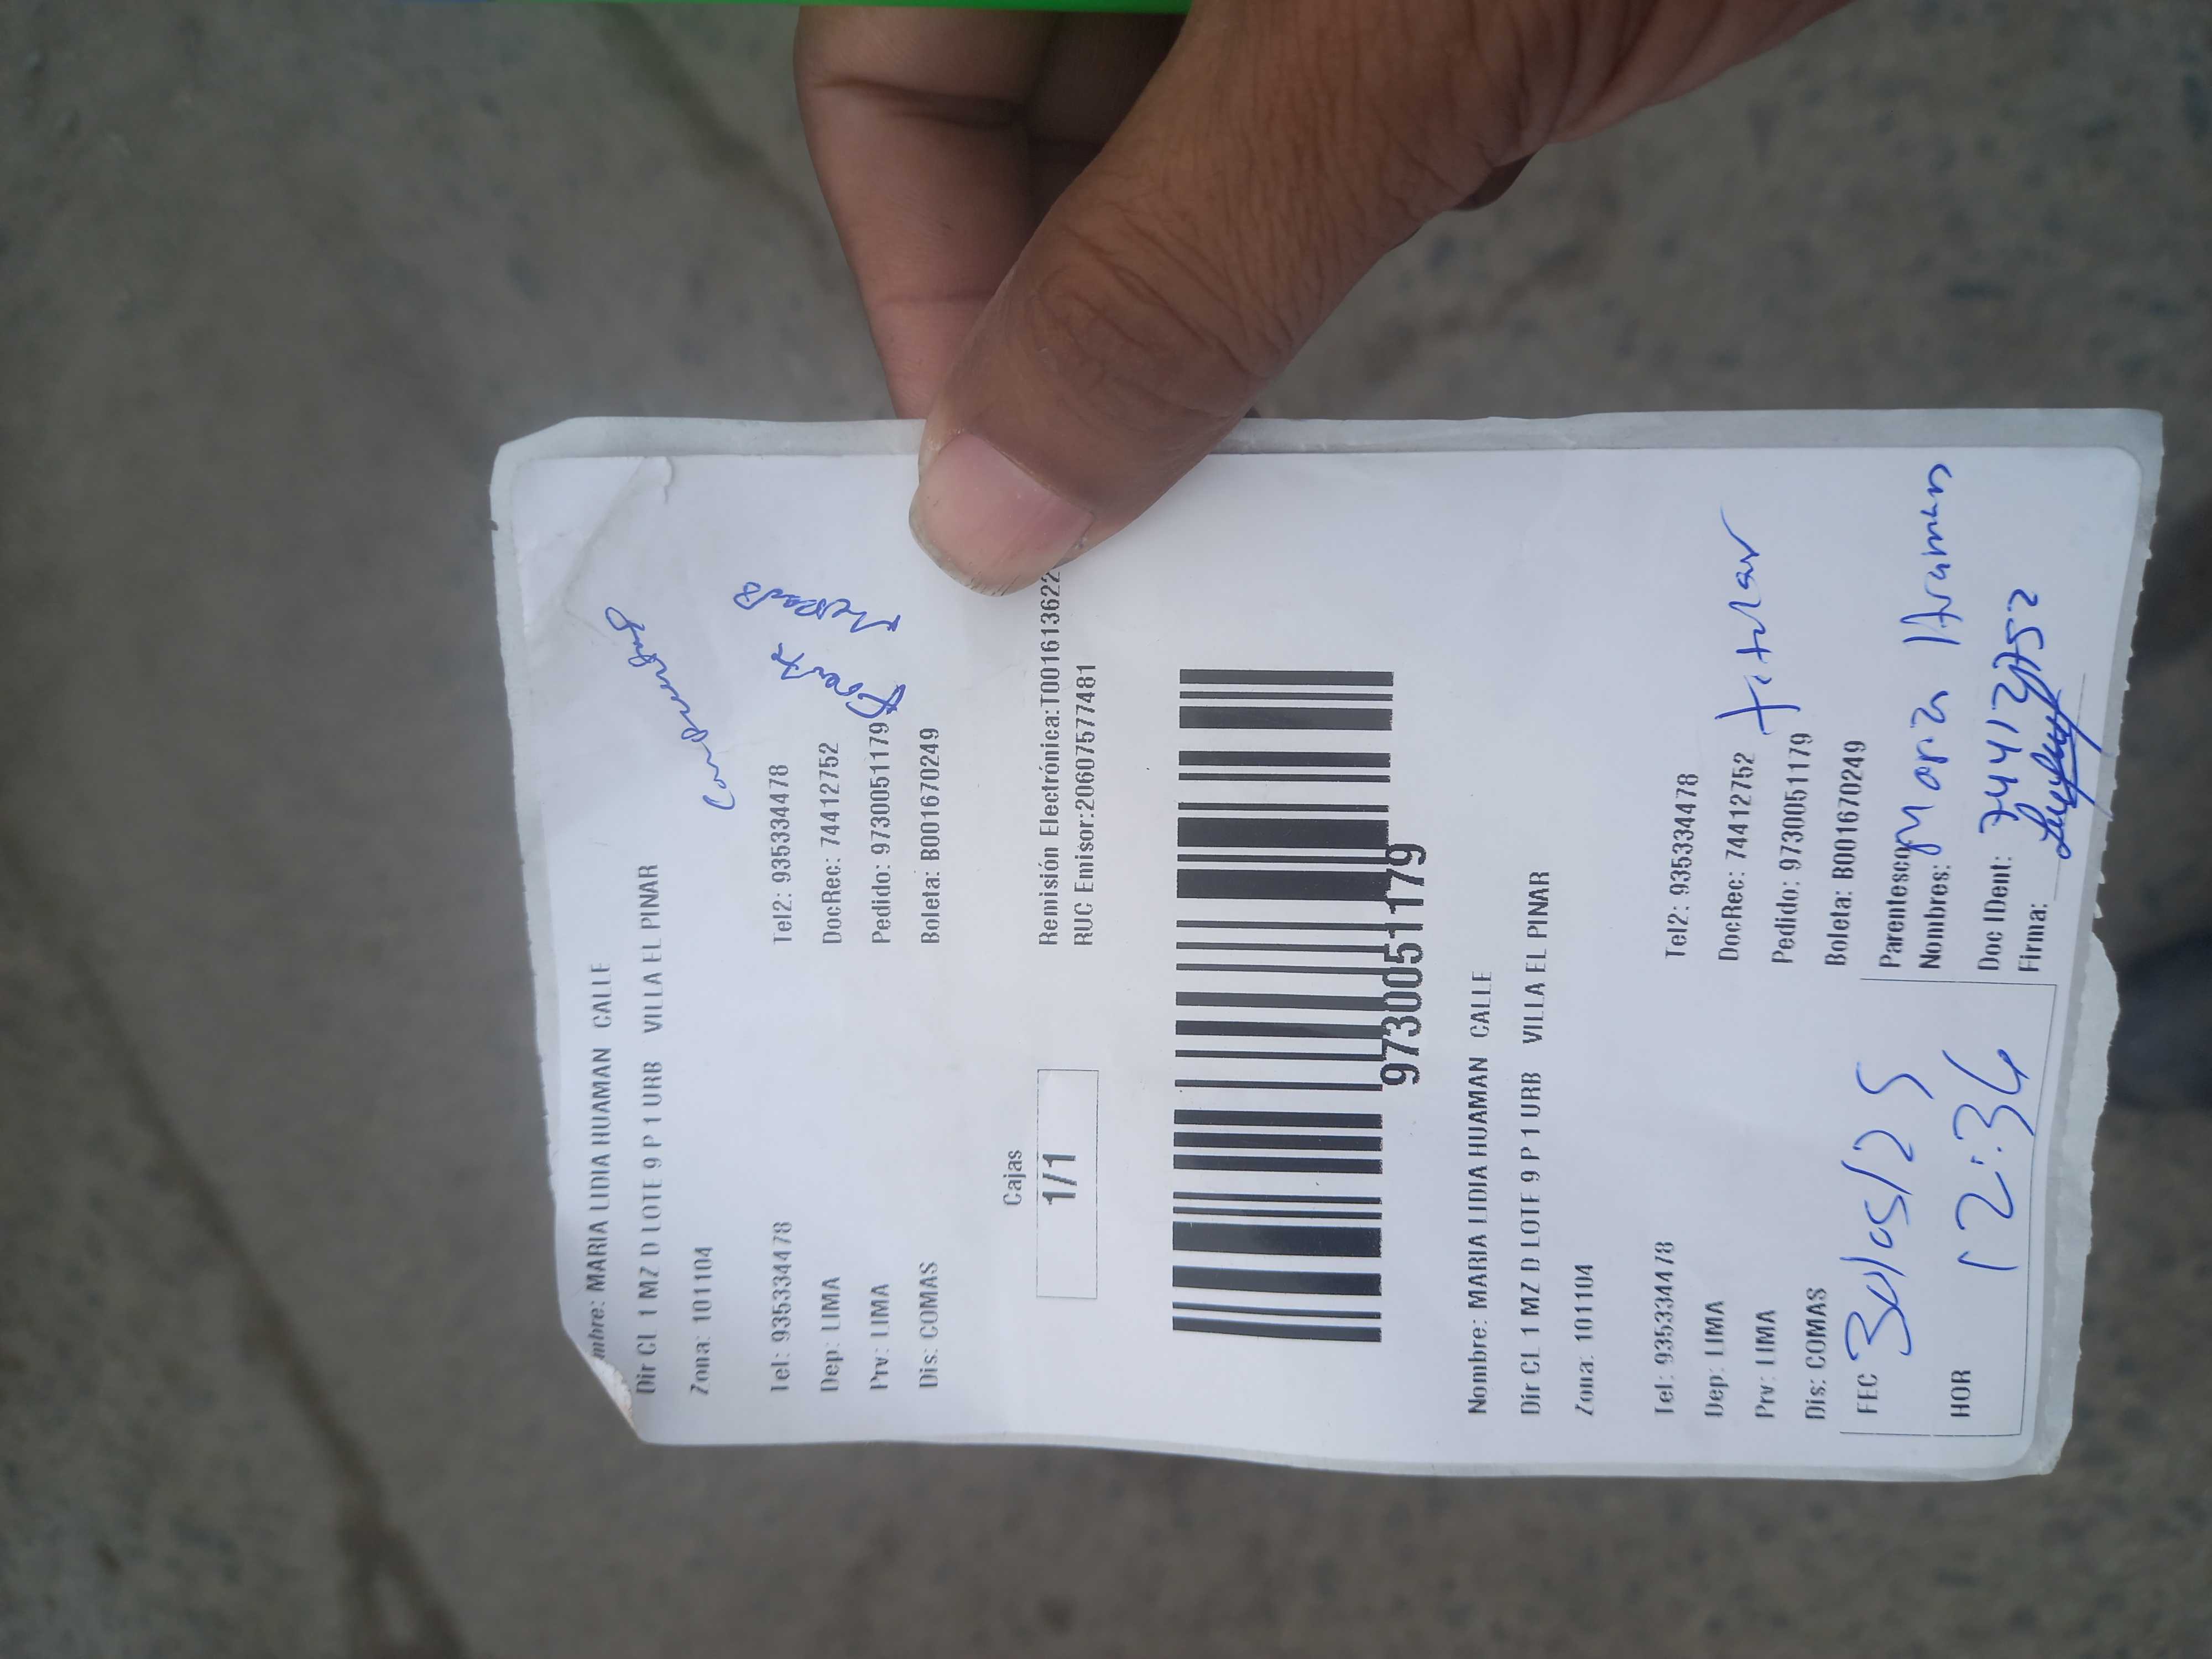 mbre: MARIA LIDIA HUAMAN CALLE
Dir CL 1 MZ D LOTE 9 P 1 URB VILLA EL PINAR
Zona: 101104
Tel: 935334478 Tel2: 935334478
Dep: LIMA DocRec: 74412752
Prv: LIMA Pedido: 9730051179 Frente Mercado
Dis: COMAS Boleta: B001670249
Cajas
1/1
Remisión Electrónica:T001613622
RUC Emisor:20607577481
9730051179
Nombre: MARIA LIDIA HUAMAN CALLE
Dir CL 1 MZ D LOTE 9 P 1 URB VILLA EL PINAR
Zona: 101104
Tel: 935334478 Tel2: 935334478
Dep: LIMA DocRec: 74412752
Prv: LIMA Pedido: 9730051179 titular
Dis: COMAS Boleta: B001670249
FEC 30/05/25 Parentesco
Nombres: Maria Huaman
HOR 12:36 Doc IDent: 74412752
Firma: